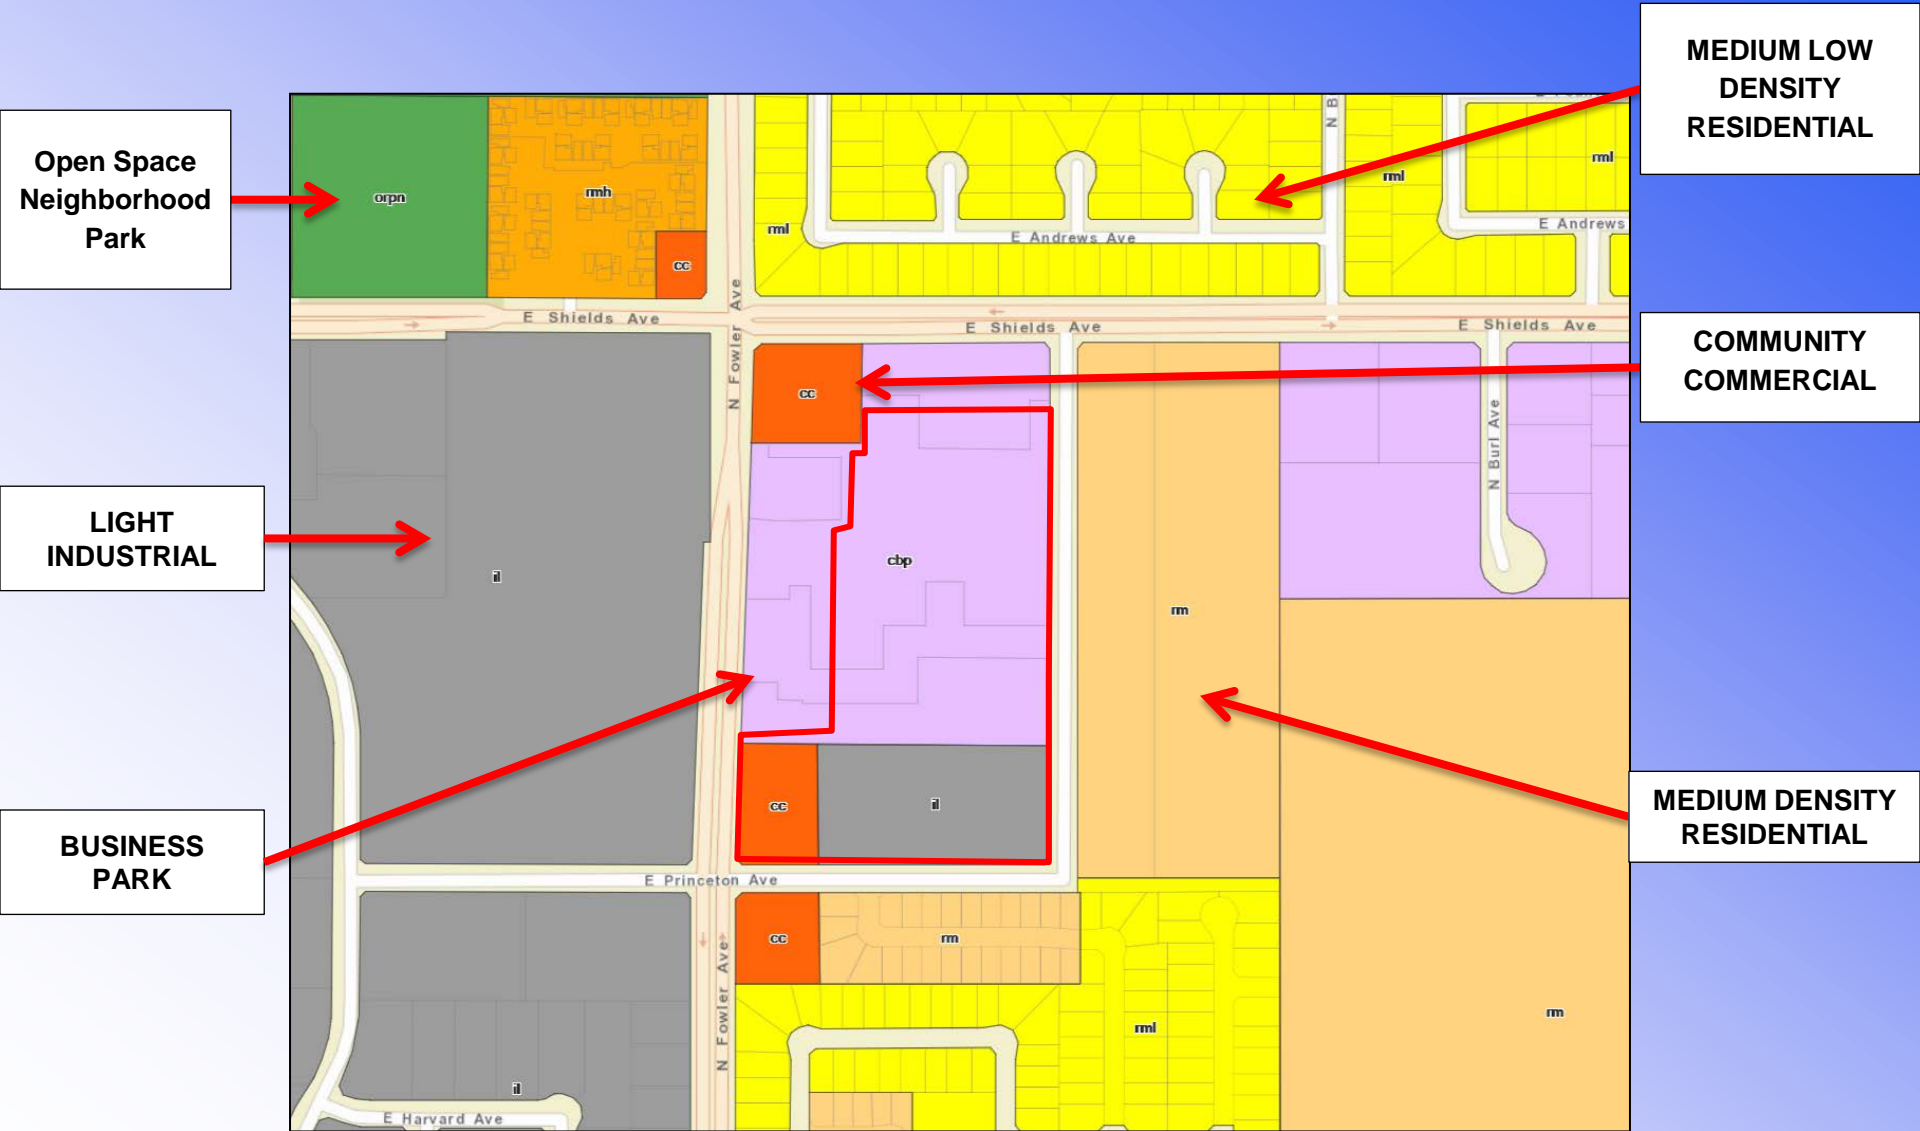 MEDIUM LOW
DENSITY
RESIDENTIAL
Open Space
Neighborhood
Park
N B
rml
orpn
rmh
rml
rml
E Andrews Ave
E Andrews
cc
E Shields Ave
E Shields Ave
E Shields Ave
N Fowler Ave
COMMUNITY
COMMERCIAL
cc
N Burl Ave
LIGHT
INDUSTRIAL
cbp
il
rm
BUSINESS
PARK
cc
il
MEDIUM DENSITY
RESIDENTIAL
E Princeton Ave
cc
rm
N Fowler Ave
rml
rm
il
E Harvard Ave